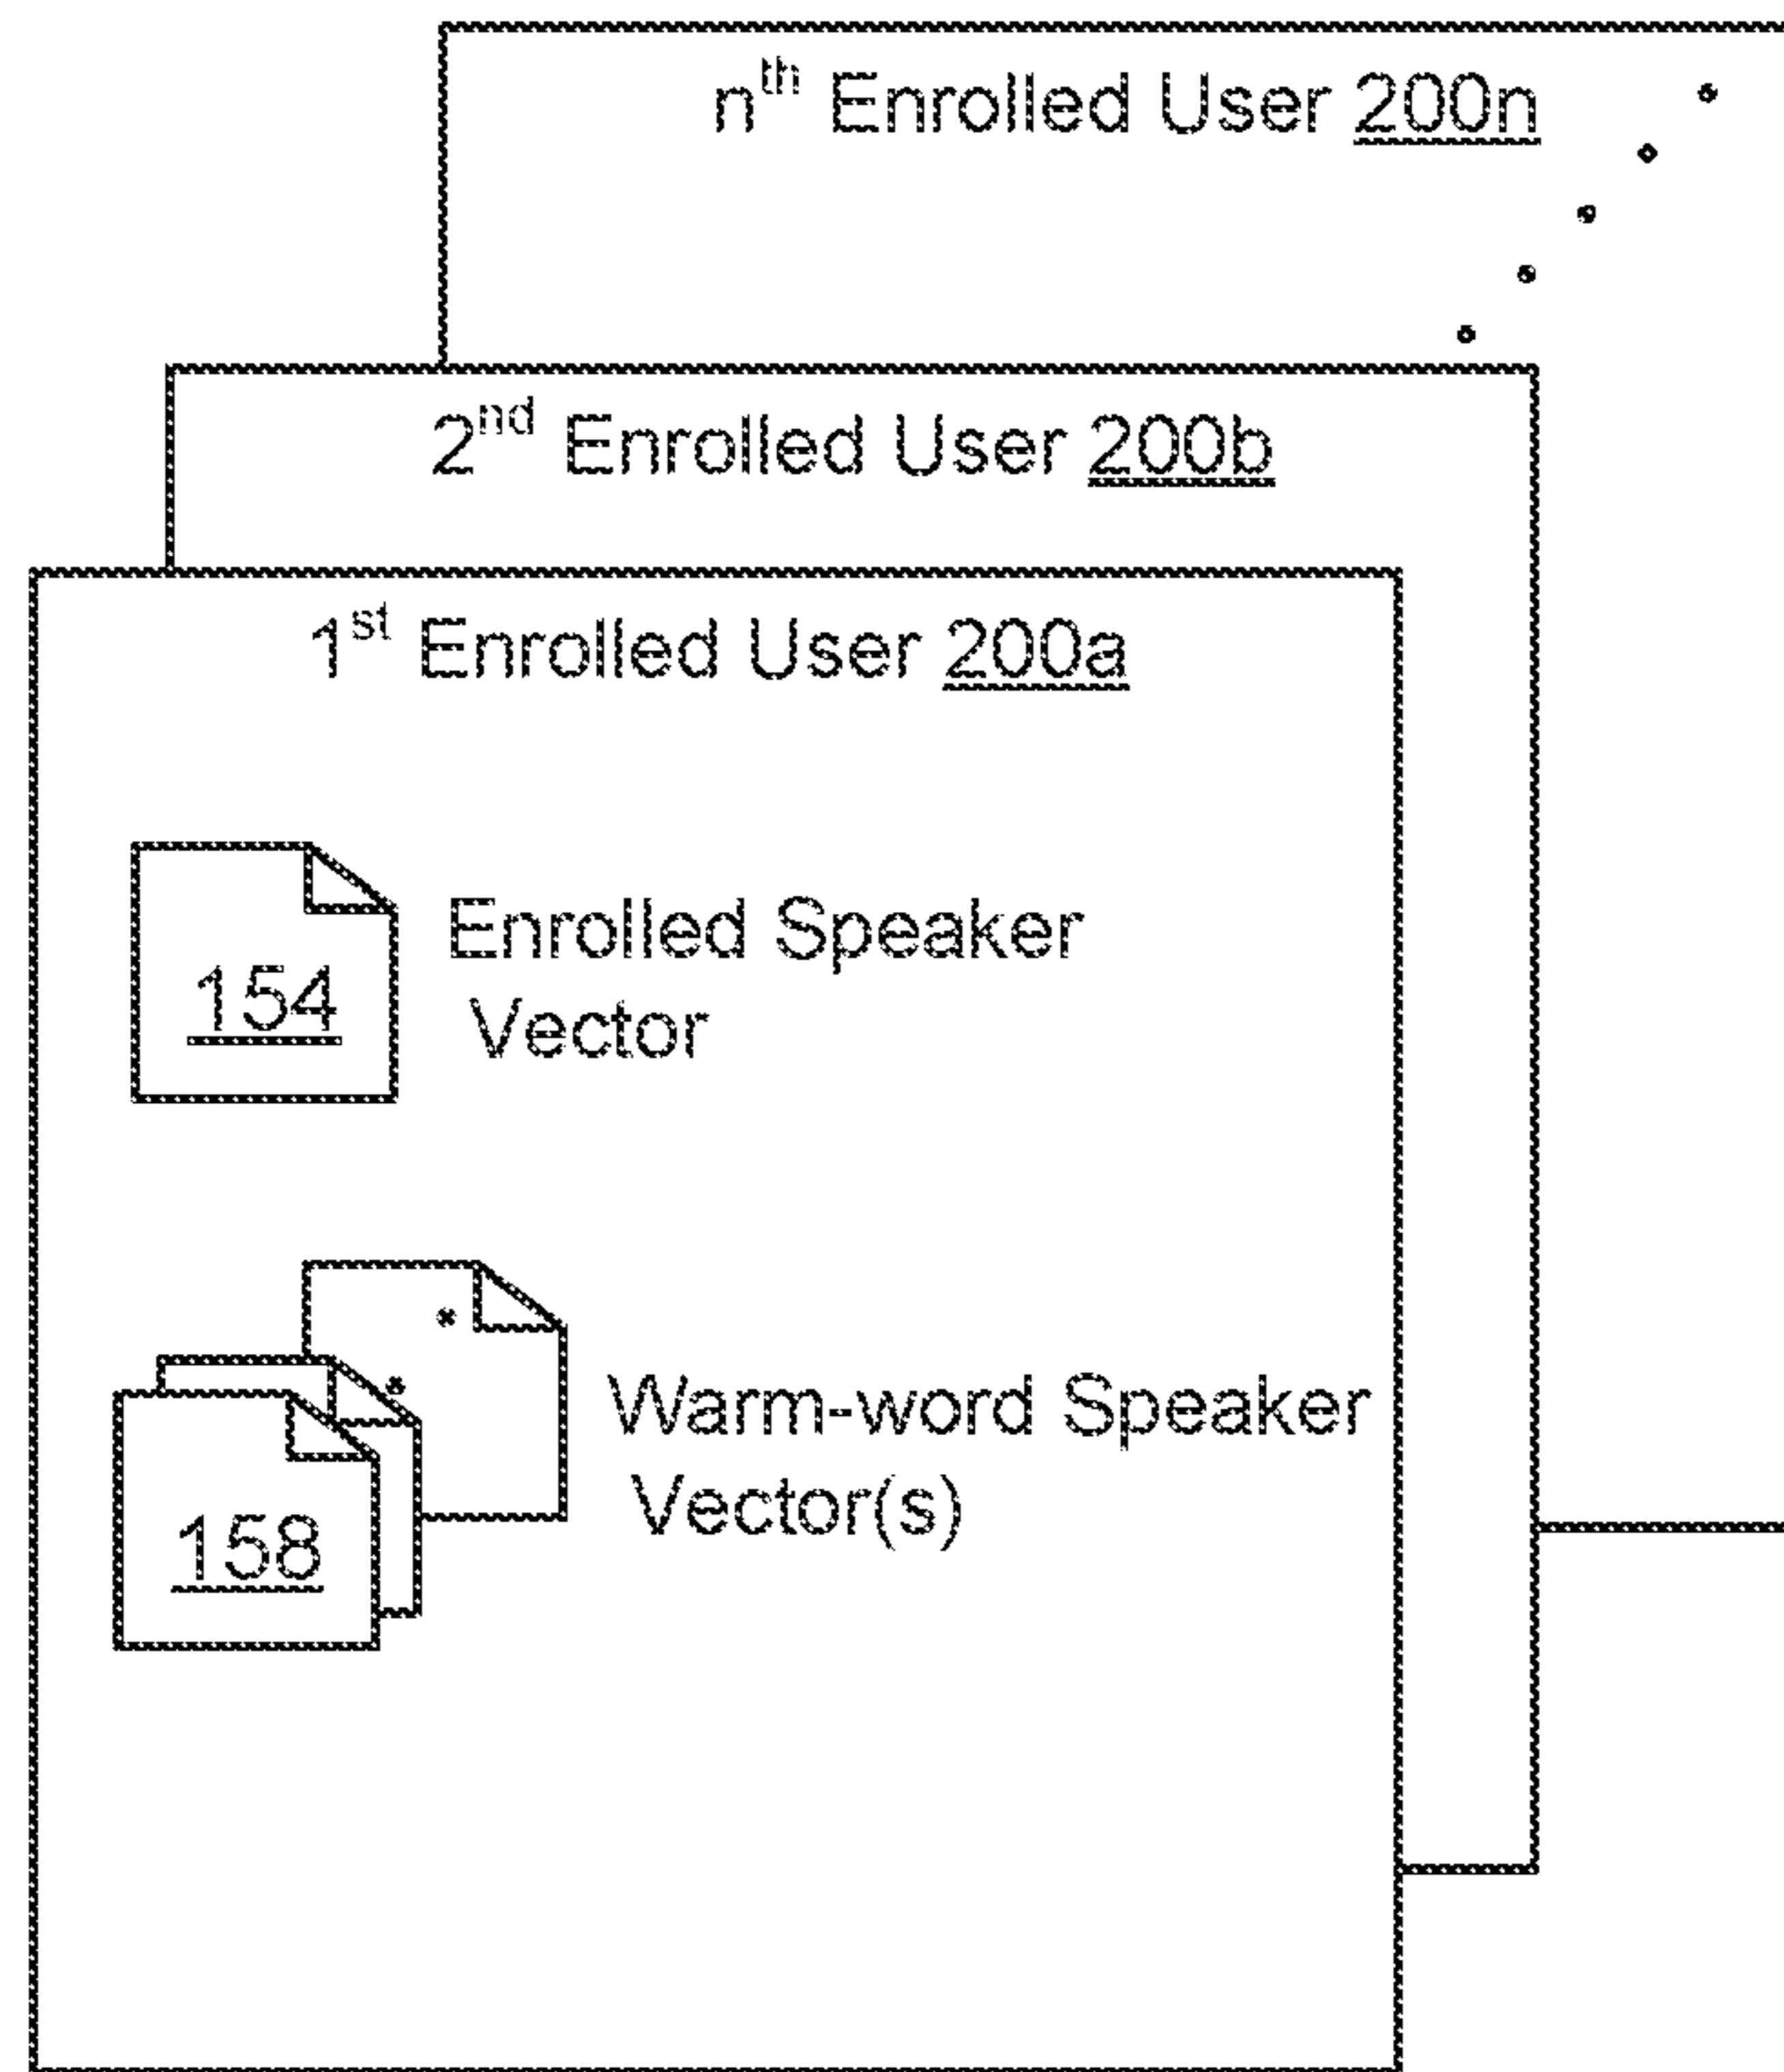 nth Enrolled User 200n
2nd Enrolled User 200b
1st Enrolled User 200a
Enrolled Speaker
154
Vector
Warm-word Speaker
Vector(s)
158